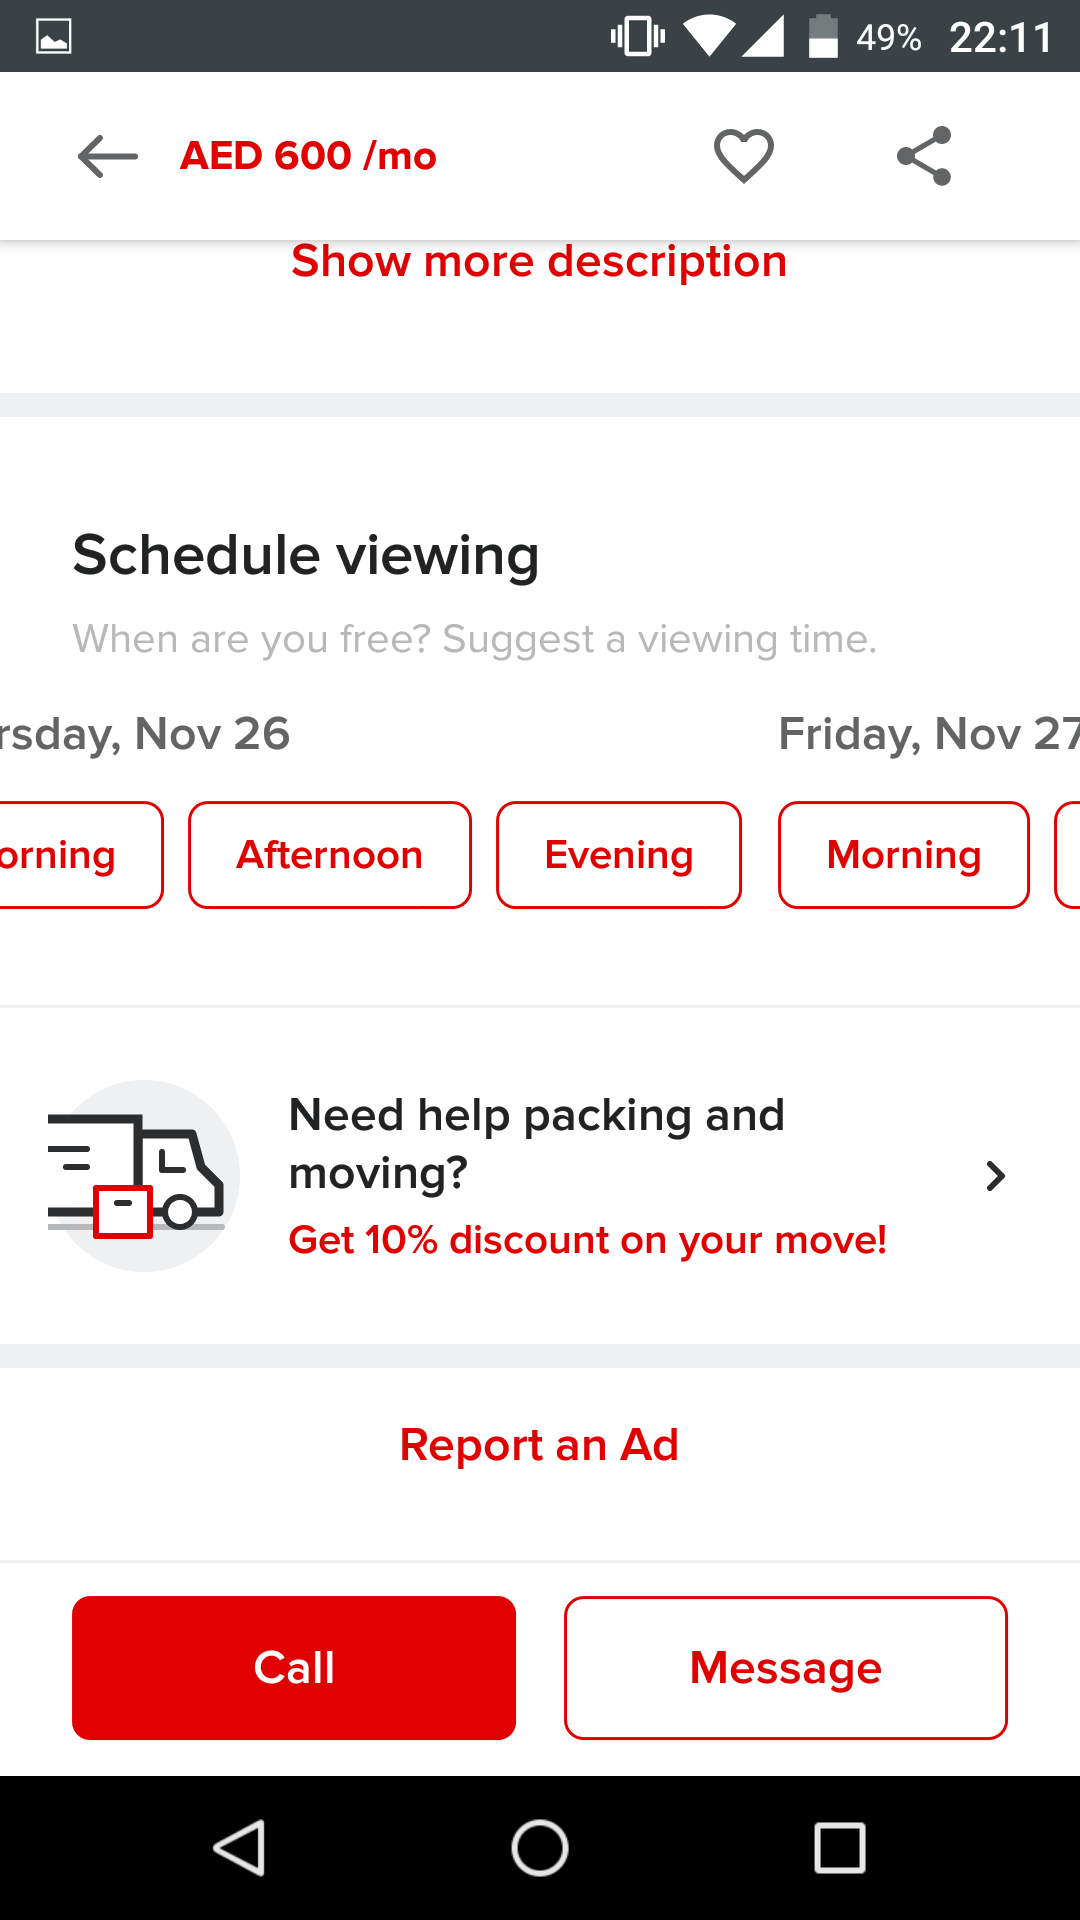 49% 22:11
AED 600 /mo
Show more description
Schedule viewing
When are you free? Suggest a viewing time.
rsday, Nov 26 Friday, Nov 27
orning Afternoon Evening Morning
Need help packing and
moving?
Get 10% discount on your move!
Report an Ad
Call Message